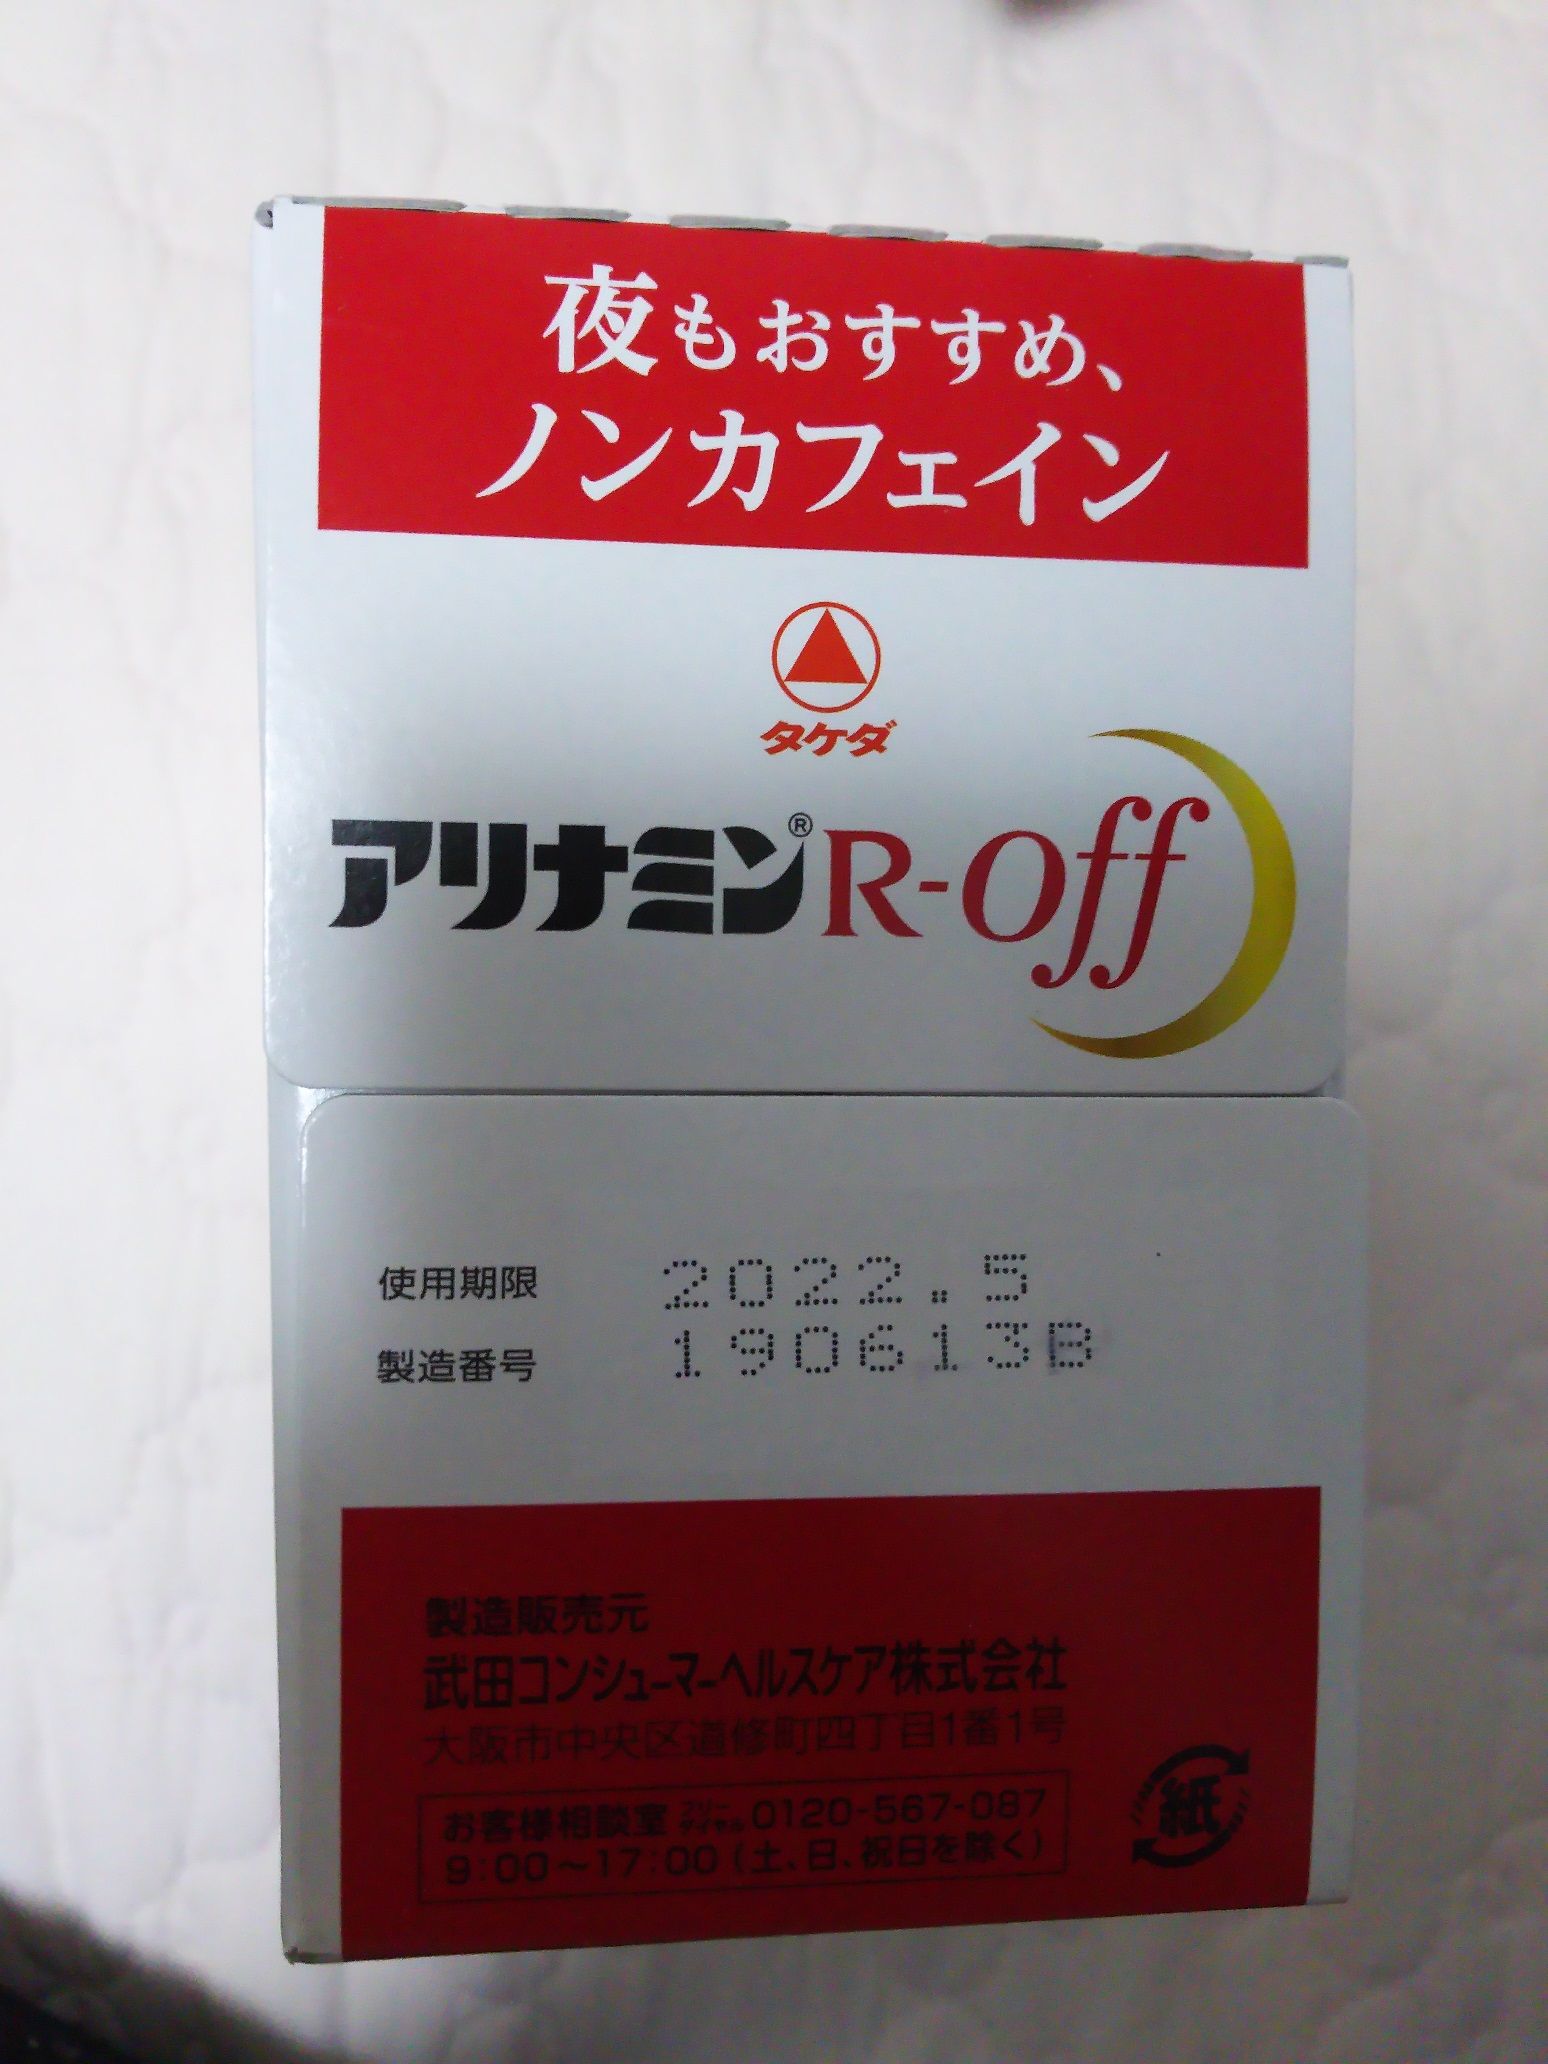 夜もおすすめ、
ノンカフェイン
タケダ
アリナミン®R-Off
使用期限 2022.5
製造番号 190613B
製造販売元
武田コンシューマーヘルスケア株式会社
大阪市中央区道修町四丁目1番1号
お客様相談室 フリーダイヤル 0120-567-087
9:00~17:00(土、日、祝日を除く)
紙